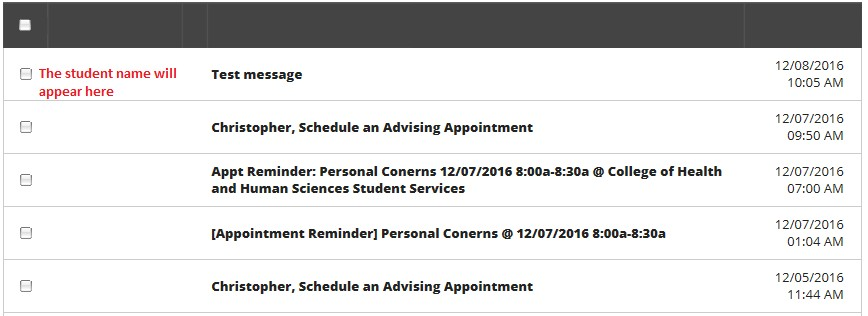 The student name will
appear here
Test message
12/08/2016
10:05 AM
Christopher, Schedule an Advising Appointment
12/07/2016
09:50 AM
Appt Reminder: Personal Conerns 12/07/2016 8:00a-8:30a @ College of Health
and Human Sciences Student Services
12/07/2016
07:00 AM
[Appointment Reminder] Personal Conerns @ 12/07/2016 8:00a-8:30a
12/07/2016
01:04 AM
Christopher, Schedule an Advising Appointment
12/05/2016
11:44 AM